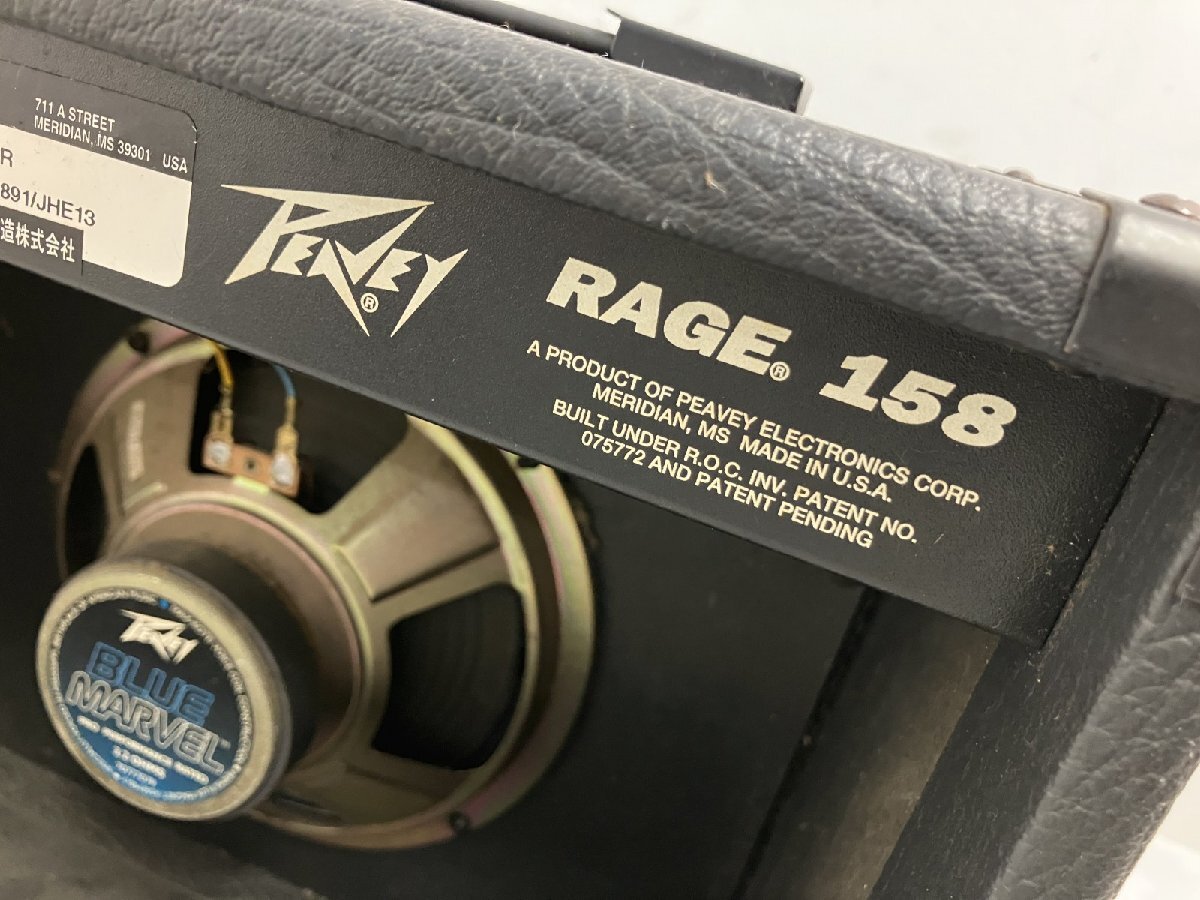 711 A STREET
MERIDIAN, MS 39301 USA
R
891/JHE13
造株式会社
PEAVEY®
RAGE® 158
A PRODUCT OF PEAVEY ELECTRONICS CORP.
MERIDIAN, MS MADE IN U.S.A.
BUILT UNDER R.O.C. INV. PATENT NO.
075772 AND PATENT PENDING
PEAVEY
BLUE
MARVEL™